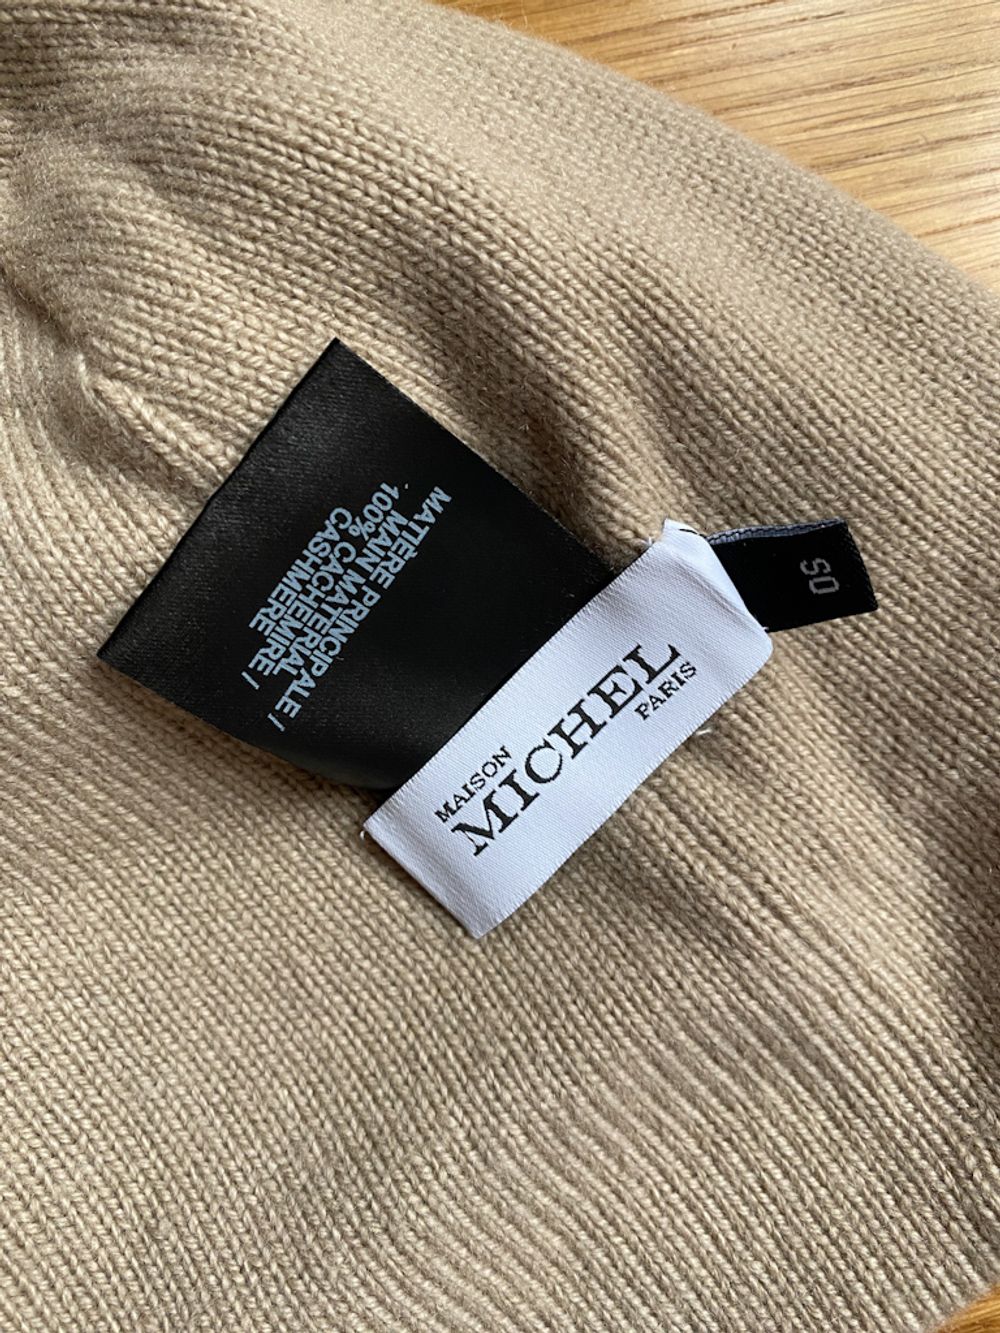 MATIÈRE PRINCIPALE /
MAIN MATERIAL
100% CACHEMIRE /
CASHMERE
MAISON
MICHEL
PARIS
OS